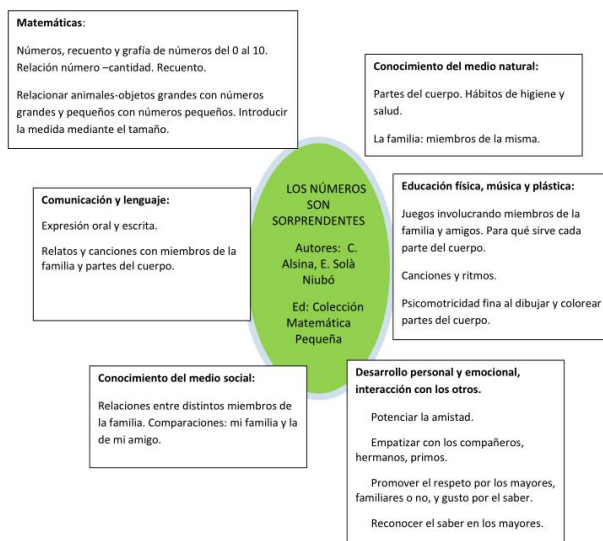 Matemáticas:
Números, recuento y grafía de números del 0 al 10.
Relación número –cantidad. Recuento.
Relacionar animales-objetos grandes con números
grandes y pequeños con números pequeños. Introducir
la medida mediante el tamaño.
Conocimiento del medio natural:
Partes del cuerpo. Hábitos de higiene y
salud.
La familia: miembros de la misma.
Comunicación y lenguaje:
Expresión oral y escrita.
Relatos y canciones con miembros de la
familia y partes del cuerpo.
LOS NÚMEROS
SON
SORPRENDENTES
Autores: C.
Alsina, E. Solà
Niubó
Ed: Colección
Matemática
Pequeña
Educación física, música y plástica:
Juegos involucrando miembros de la
familia y amigos. Para qué sirve cada
parte del cuerpo.
Canciones y ritmos.
Psicomotricidad fina al dibujar y colorear
partes del cuerpo.
Conocimiento del medio social:
Relaciones entre distintos miembros de
la familia. Comparaciones: mi familia y la
de mi amigo.
Desarrollo personal y emocional,
interacción con los otros.
Potenciar la amistad.
Empatizar con los compañeros,
hermanos, primos.
Promover el respeto por los mayores,
familiares o no, y gusto por el saber.
Reconocer el saber en los mayores.